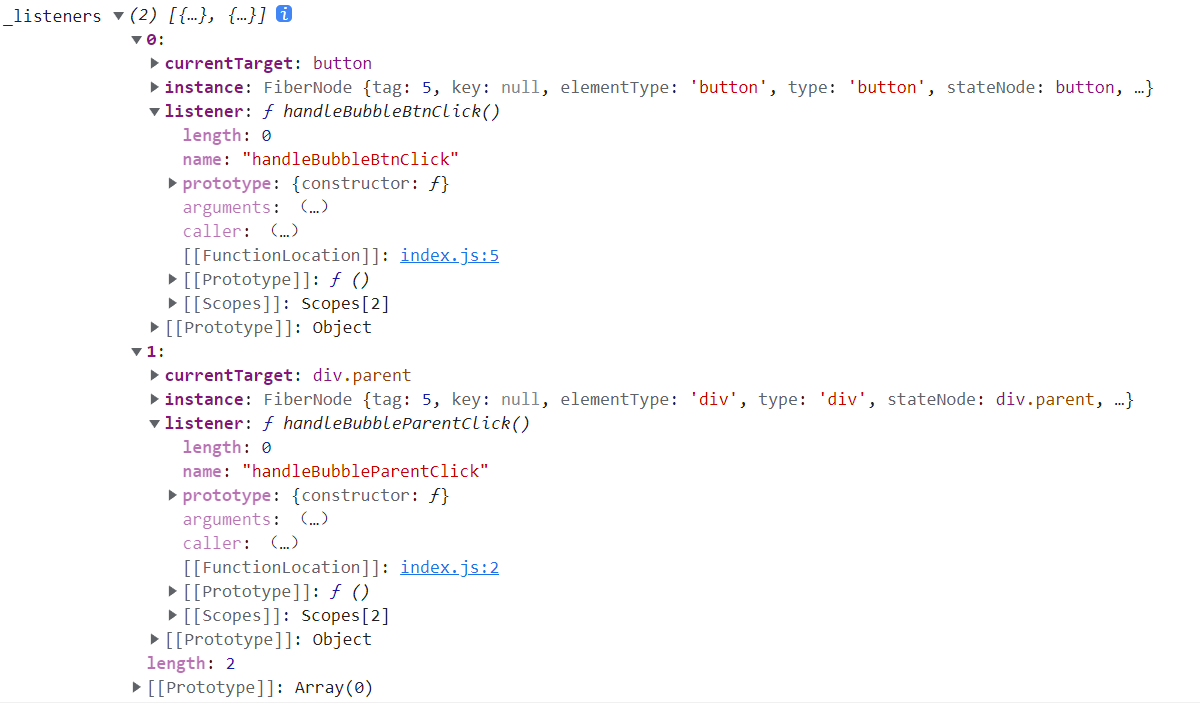 _listeners ▼(2) [{…}, {…}] i
▼0:
▶currentTarget: button
▶instance: FiberNode {tag: 5, key: null, elementType: 'button', type: 'button', stateNode: button, …}
▼listener: ƒ handleBubbleBtnClick()
length: 0
name: "handleBubbleBtnClick"
▶prototype: {constructor: ƒ}
arguments: (…)
caller: (…)
[[FunctionLocation]]: index.js:5
▶[[Prototype]]: ƒ ()
▶[[Scopes]]: Scopes[2]
▶[[Prototype]]: Object
▼1:
▶currentTarget: div.parent
▶instance: FiberNode {tag: 5, key: null, elementType: 'div', type: 'div', stateNode: div.parent, …}
▼listener: ƒ handleBubbleParentClick()
length: 0
name: "handleBubbleParentClick"
▶prototype: {constructor: ƒ}
arguments: (…)
caller: (…)
[[FunctionLocation]]: index.js:2
▶[[Prototype]]: ƒ ()
▶[[Scopes]]: Scopes[2]
▶[[Prototype]]: Object
length: 2
▶[[Prototype]]: Array(0)